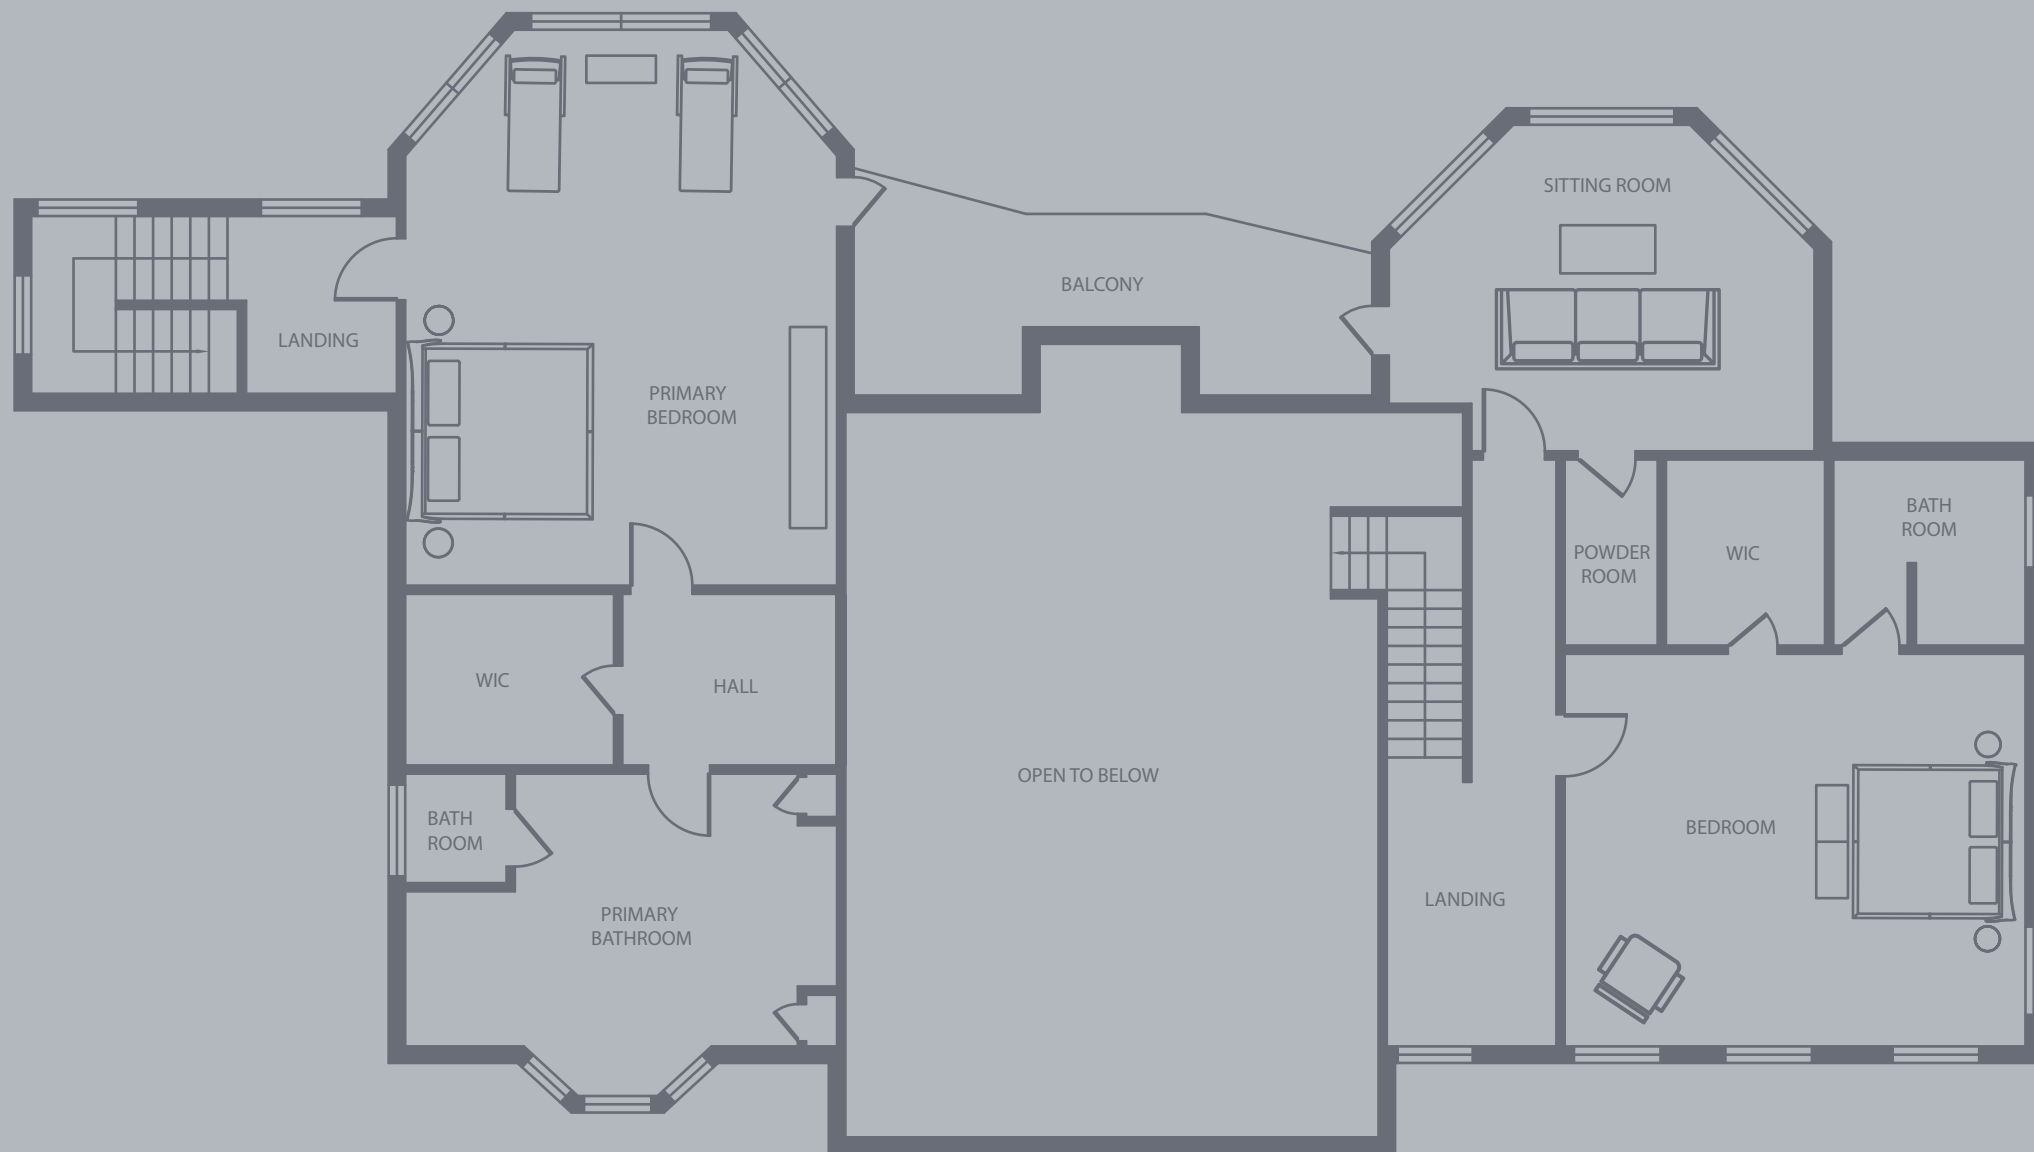 SITTING ROOM
BALCONY
LANDING
PRIMARY
BEDROOM
BATH
ROOM
POWDER
ROOM
WIC
WIC
HALL
OPEN TO BELOW
BATH
ROOM
BEDROOM
LANDING
PRIMARY
BATHROOM